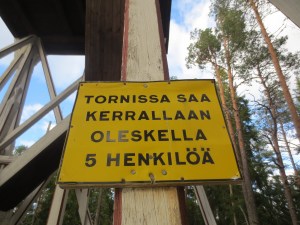 TORNISSA SAA
KERRALLAAN
OLESKELLA
5 HENKILÖÄ